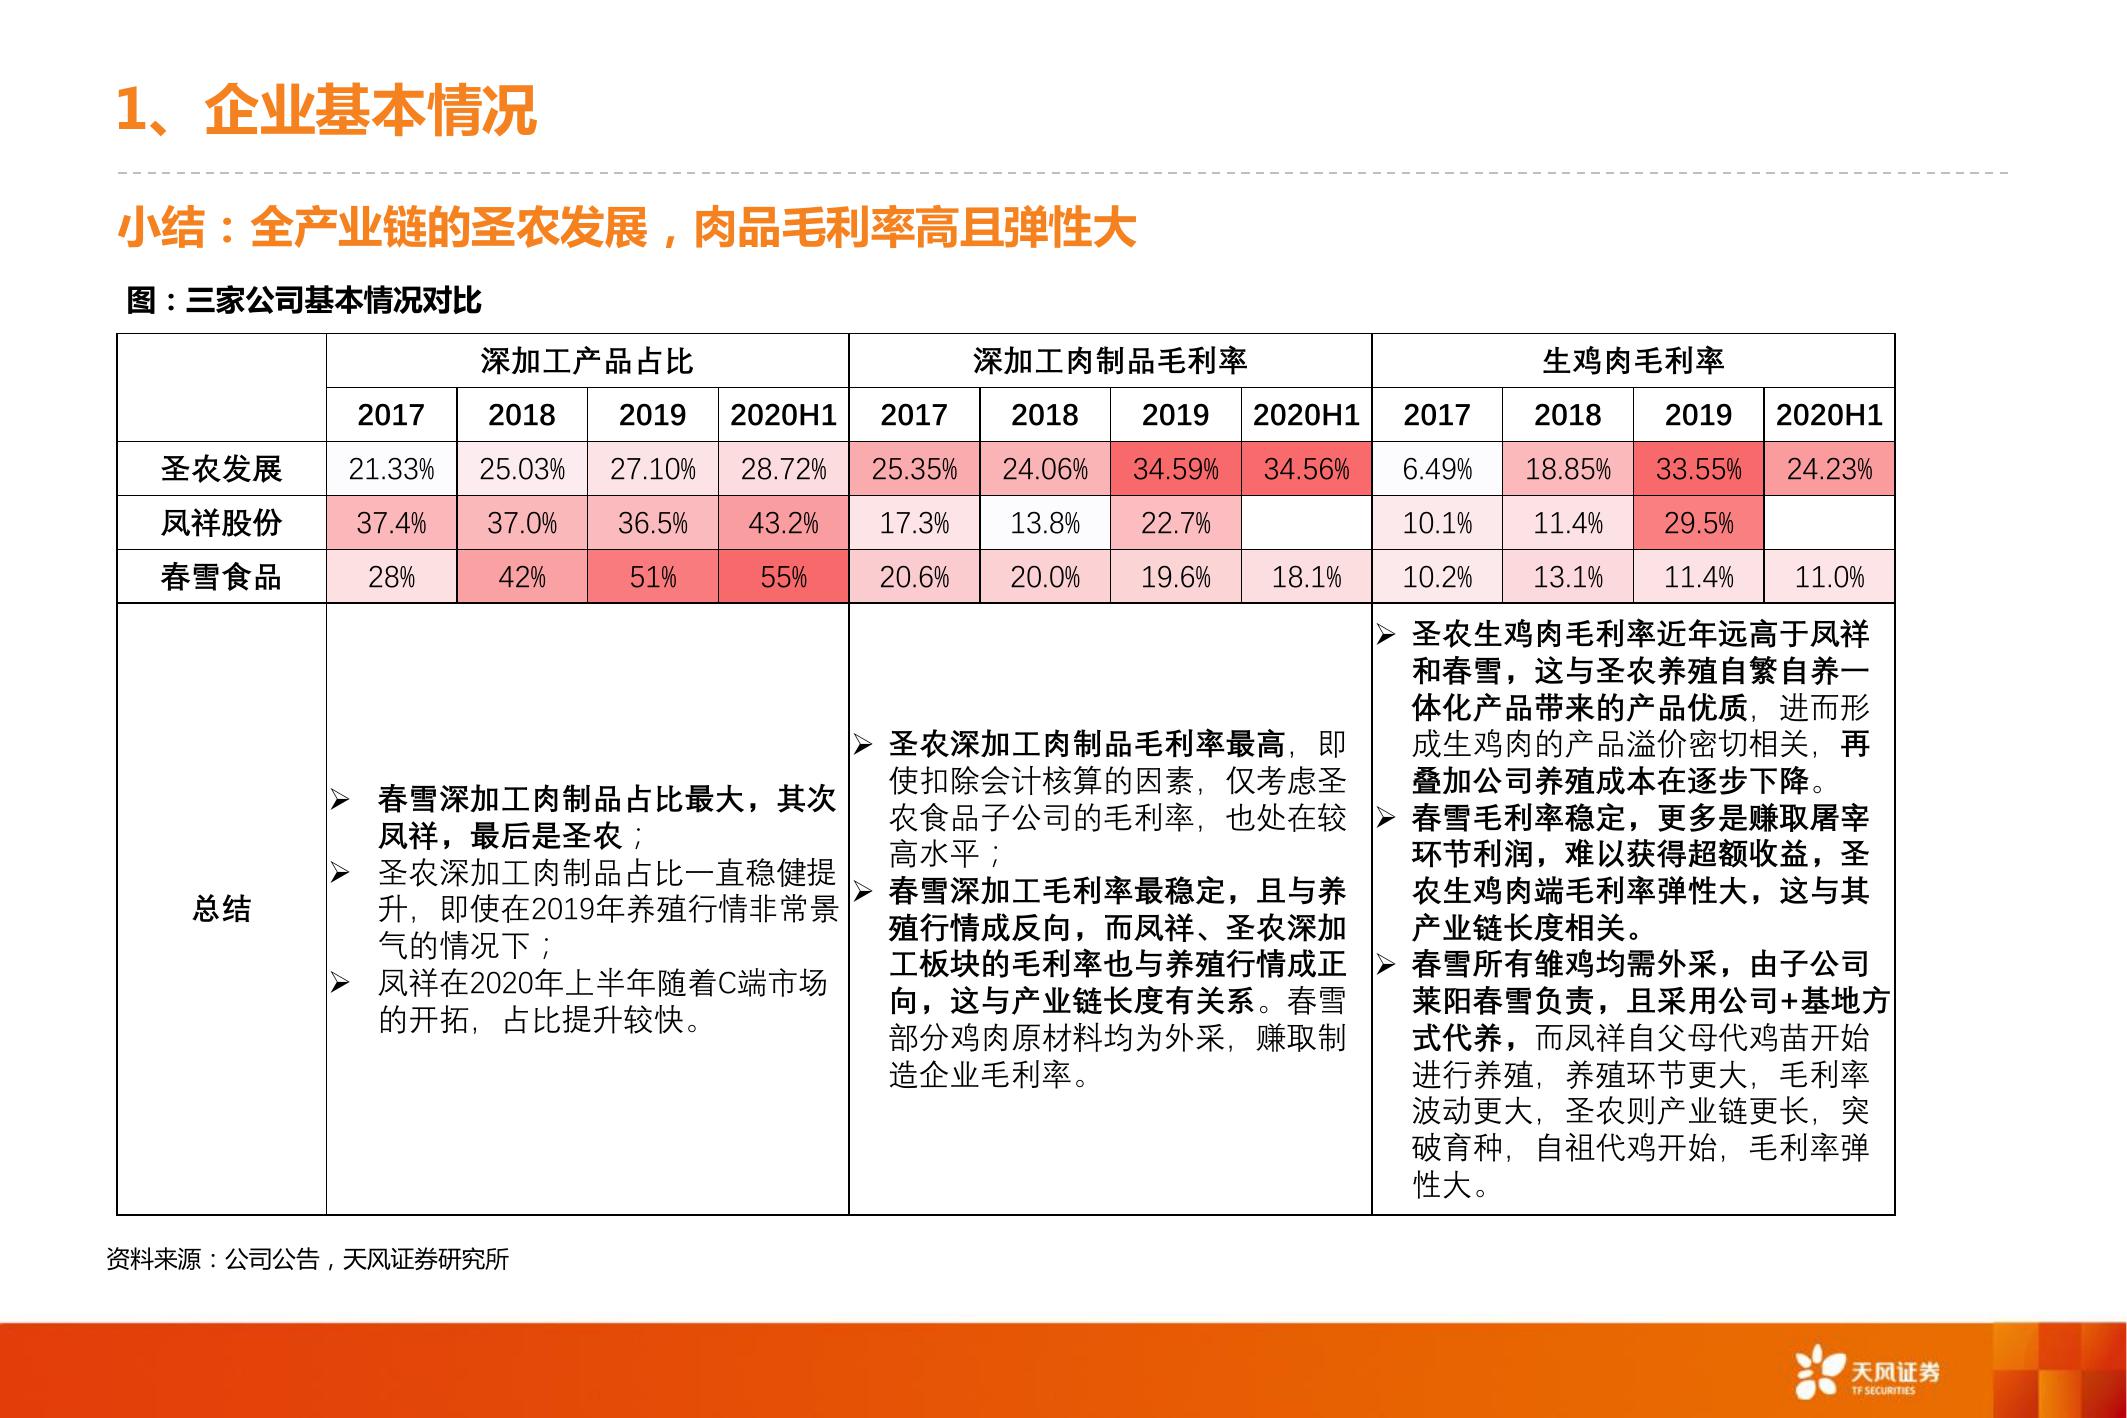 1、企业基本情况
小结：全产业链的圣农发展，肉品毛利率高且弹性大
图：三家公司基本情况对比
深加工产品占比 深加工肉制品毛利率 生鸡肉毛利率
2017 2018 2019 2020H1 2017 2018 2019 2020H1 2017 2018 2019 2020H1
圣农发展 21.33% 25.03% 27.10% 28.72% 25.35% 24.06% 34.59% 34.56% 6.49% 18.85% 33.55% 24.23%
凤祥股份 37.4% 37.0% 36.5% 43.2% 17.3% 13.8% 22.7% 10.1% 11.4% 29.5%
春雪食品 28% 42% 51% 55% 20.6% 20.0% 19.6% 18.1% 10.2% 13.1% 11.4% 11.0%
总结
➢ 春雪深加工肉制品占比最大，其次
凤祥，最后是圣农；
➢ 圣农深加工肉制品占比一直稳健提
升，即使在2019年养殖行情非常景
气的情况下；
➢ 凤祥在2020年上半年随着C端市场
的开拓，占比提升较快。
➢ 圣农深加工肉制品毛利率最高，即
使扣除会计核算的因素，仅考虑圣
农食品子公司的毛利率，也处在较
高水平；
➢ 春雪深加工毛利率最稳定，且与养
殖行情成反向，而凤祥、圣农深加
工板块的毛利率也与养殖行情成正
向，这与产业链长度有关系。春雪
部分鸡肉原材料均为外采，赚取制
造企业毛利率。
➢ 圣农生鸡肉毛利率近年远高于凤祥
和春雪，这与圣农养殖自繁自养一
体化产品带来的产品优质，进而形
成生鸡肉的产品溢价密切相关，再
叠加公司养殖成本在逐步下降。
➢ 春雪毛利率稳定，更多是赚取屠宰
环节利润，难以获得超额收益，圣
农生鸡肉端毛利率弹性大，这与其
产业链长度相关。
➢ 春雪所有雏鸡均需外采，由子公司
莱阳春雪负责，且采用公司+基地方
式代养，而凤祥自父母代鸡苗开始
进行养殖，养殖环节更大，毛利率
波动更大，圣农则产业链更长，突
破育种，自祖代鸡开始，毛利率弹
性大。
资料来源：公司公告，天风证券研究所
天风证券
TF SECURITIES